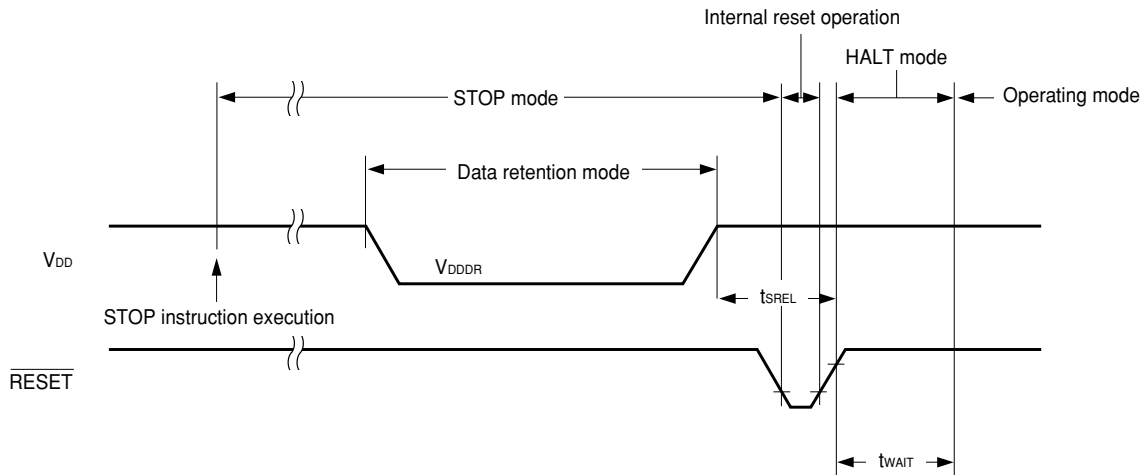 Internal reset operation
HALT mode
STOP mode
Operating mode
Data retention mode
VDD
VDDDR
tSREL
STOP instruction execution
RESET
tWAIT